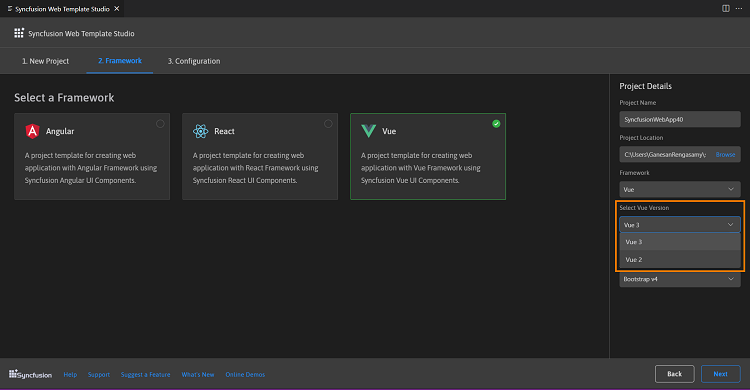 Syncfusion Web Template Studio
Syncfusion Web Template Studio
1. New Project
2. Framework
3. Configuration
Select a Framework
Angular
A project template for creating web
application with Angular Framework using
Syncfusion Angular UI Components.
React
A project template for creating web
application with React Framework using
Syncfusion React UI Components.
Vue
A project template for creating web
application with Vue Framework using
Syncfusion Vue UI Components.
Project Details
Project Name
SyncfusionWebApp40
Project Location
C:\Users\GanesanRengasamy\
Browse
Framework
Vue
Select Vue Version
Vue 3
Vue 3
Vue 2
Bootstrap v4
Syncfusion
Help
Support
Suggest a Feature
What's New
Online Demos
Back
Next